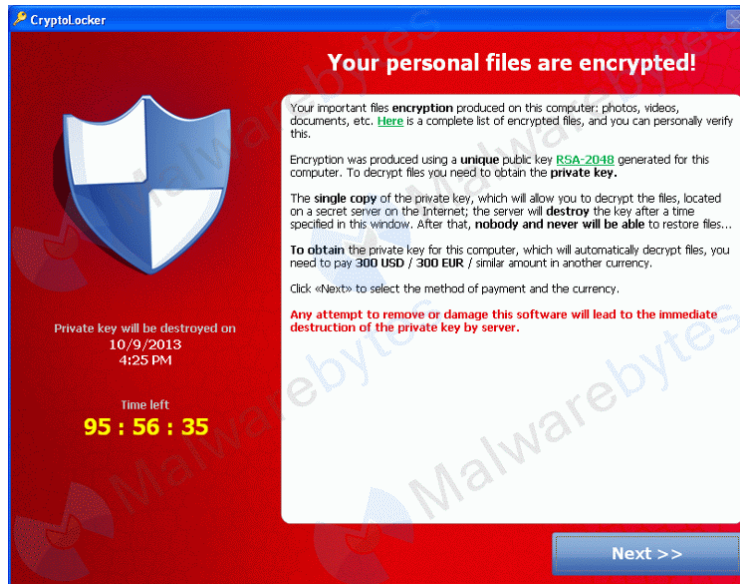 CryptoLocker
Your personal files are encrypted!
Your important files encryption produced on this computer: photos, videos,
documents, etc. Here is a complete list of encrypted files, and you can personally verify
this.
Encryption was produced using a unique public key RSA-2048 generated for this
computer. To decrypt files you need to obtain the private key.
The single copy of the private key, which will allow you to decrypt the files, located
on a secret server on the Internet; the server will destroy the key after a time
specified in this window. After that, nobody and never will be able to restore files...
To obtain the private key for this computer, which will automatically decrypt files, you
need to pay 300 USD / 300 EUR / similar amount in another currency.
Click «Next» to select the method of payment and the currency.
Any attempt to remove or damage this software will lead to the immediate
destruction of the private key by server.
Private key will be destroyed on
10/9/2013
4:25 PM
Time left
95 : 56 : 35
Next >>
Malwarebytes
Malwarebytes
Malwarebytes
Malwarebytes